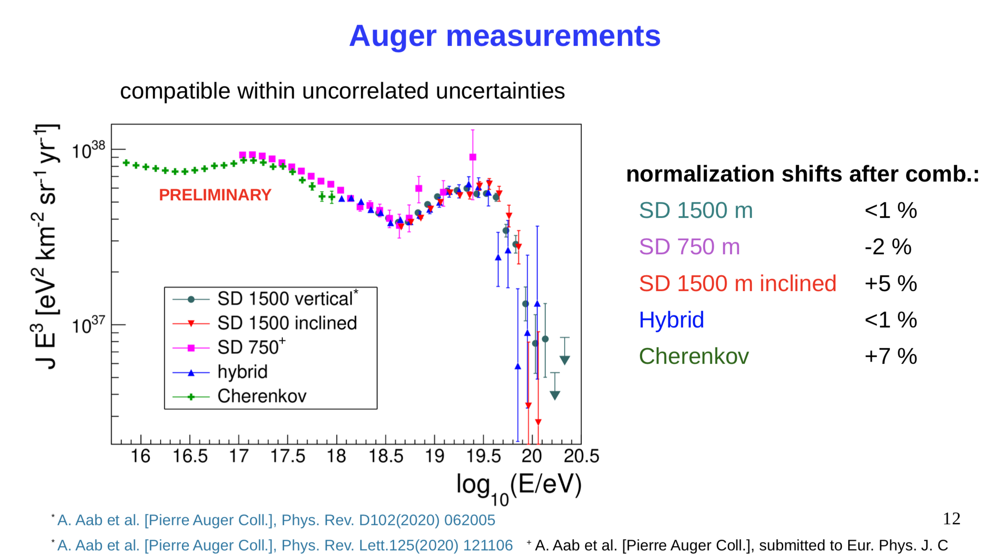 Auger measurements
compatible within uncorrelated uncertainties
J E³ [eV² km⁻² sr⁻¹ yr⁻¹]
10³⁸
10³⁷
PRELIMINARY
SD 1500 vertical*
SD 1500 inclined
SD 750⁺
hybrid
Cherenkov
16 16.5 17 17.5 18 18.5 19 19.5 20 20.5
log₁₀(E/eV)
normalization shifts after comb.:
SD 1500 m <1 %
SD 750 m -2 %
SD 1500 m inclined +5 %
Hybrid <1 %
Cherenkov +7 %
* A. Aab et al. [Pierre Auger Coll.], Phys. Rev. D102(2020) 062005
12
* A. Aab et al. [Pierre Auger Coll.], Phys. Rev. Lett.125(2020) 121106 ⁺ A. Aab et al. [Pierre Auger Coll.], submitted to Eur. Phys. J. C